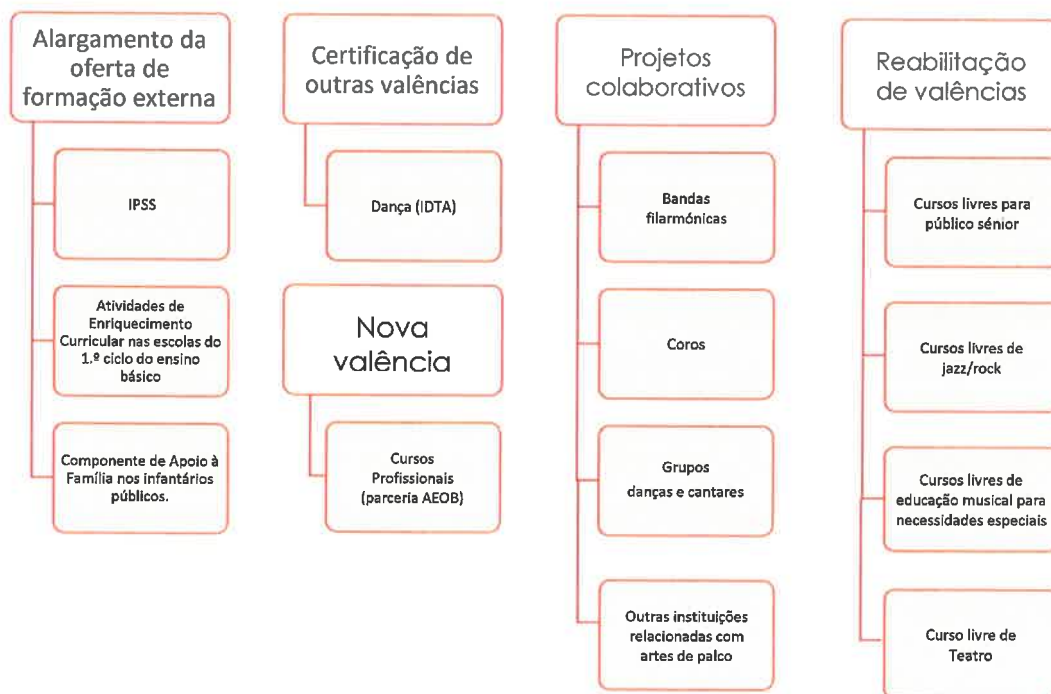 Alargamento da
oferta de
formação externa
IPSS
Atividades de
Enriquecimento
Curricular nas escolas do
1.º ciclo do ensino
básico
Componente de Apoio à
Família nos infantários
públicos.
Certificação de
outras valências
Dança (IDTA)
Nova
valência
Cursos
Profissionais
(parceria AEOB)
Projetos
colaborativos
Bandas
filarmónicas
Coros
Grupos
danças e cantares
Outras instituições
relacionadas com
artes de palco
Reabilitação
de valências
Cursos livres para
público sénior
Cursos livres de
jazz/rock
Cursos livres de
educação musical para
necessidades especiais
Curso livre de
Teatro